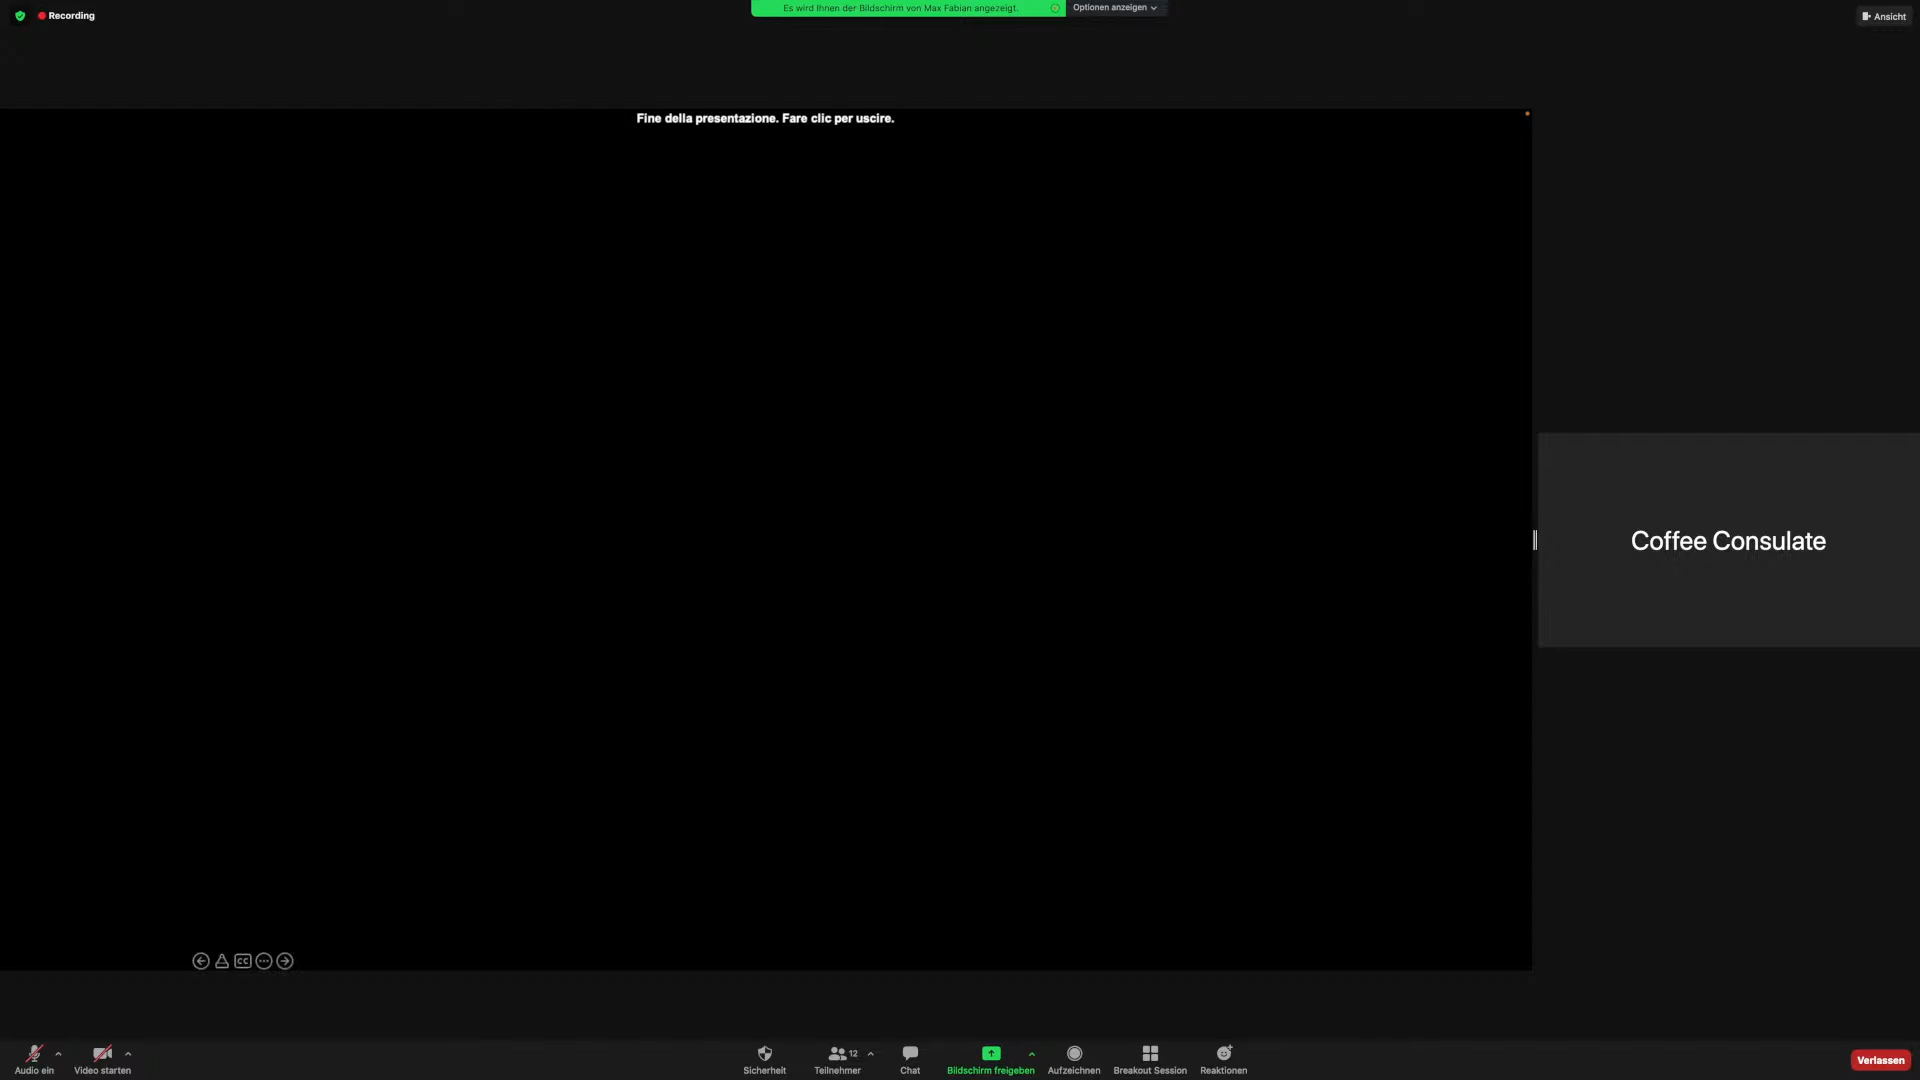 Recording
Es wird Ihnen der Bildschirm von Max Fabian angezeigt.
Optionen anzeigen
Ansicht
Fine della presentazione. Fare clic per uscire.
Coffee Consulate
CC
Audio ein
Video starten
Sicherheit
12
Teilnehmer
Chat
Bildschirm freigeben
Aufzeichnen
Breakout Session
Reaktionen
Verlassen